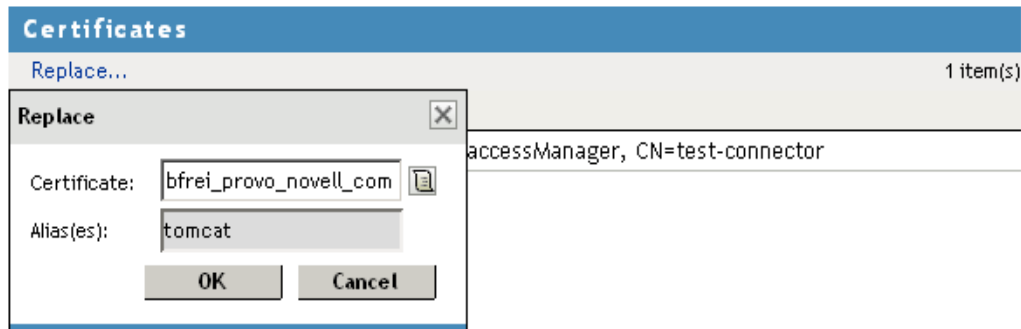 Certificates
Replace... 1 item(s)
Replace
accessManager, CN=test-connector
Certificate: bfrei_provo_novell_com
Alias(es): tomcat
OK Cancel